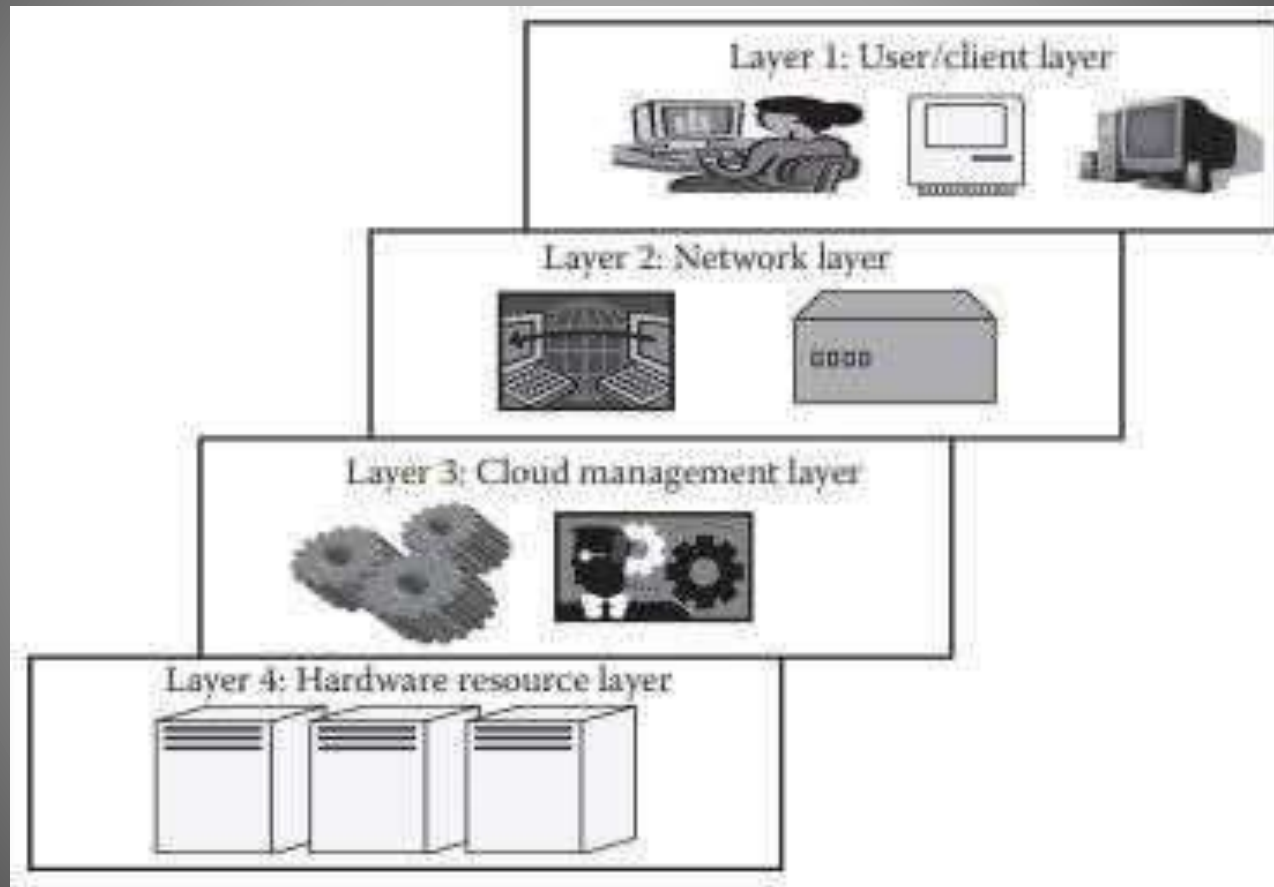 Layer 1: User/client layer
Layer 2: Network layer
Layer 3: Cloud management layer
Layer 4: Hardware resource layer